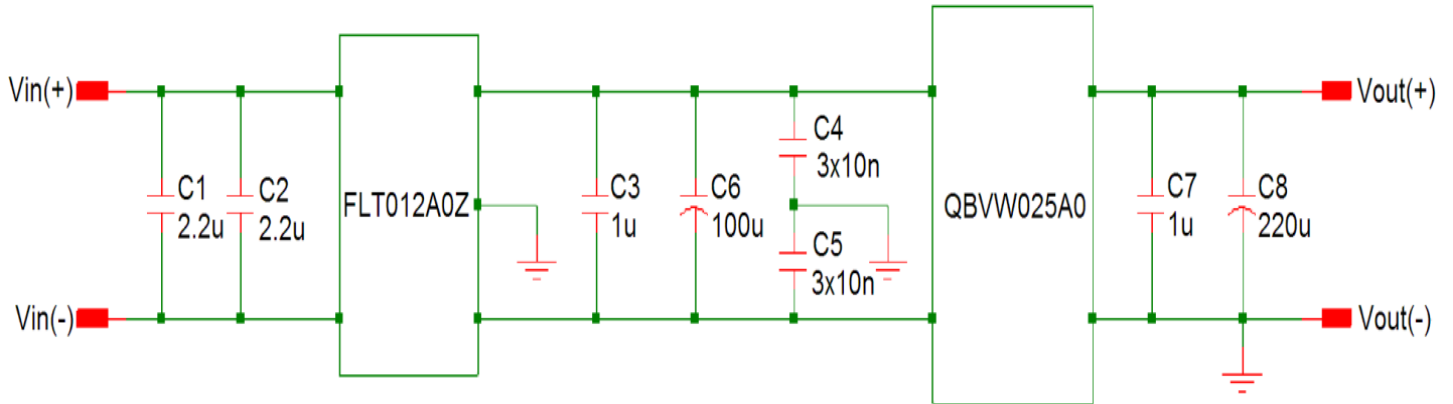 Vin(+)
Vin(-)
C1
2.2u
C2
2.2u
FLT012A0Z
C3
1u
C6
100u
C4
3x10n
C5
3x10n
QBVW025A0
C7
1u
C8
220u
Vout(+)
Vout(-)